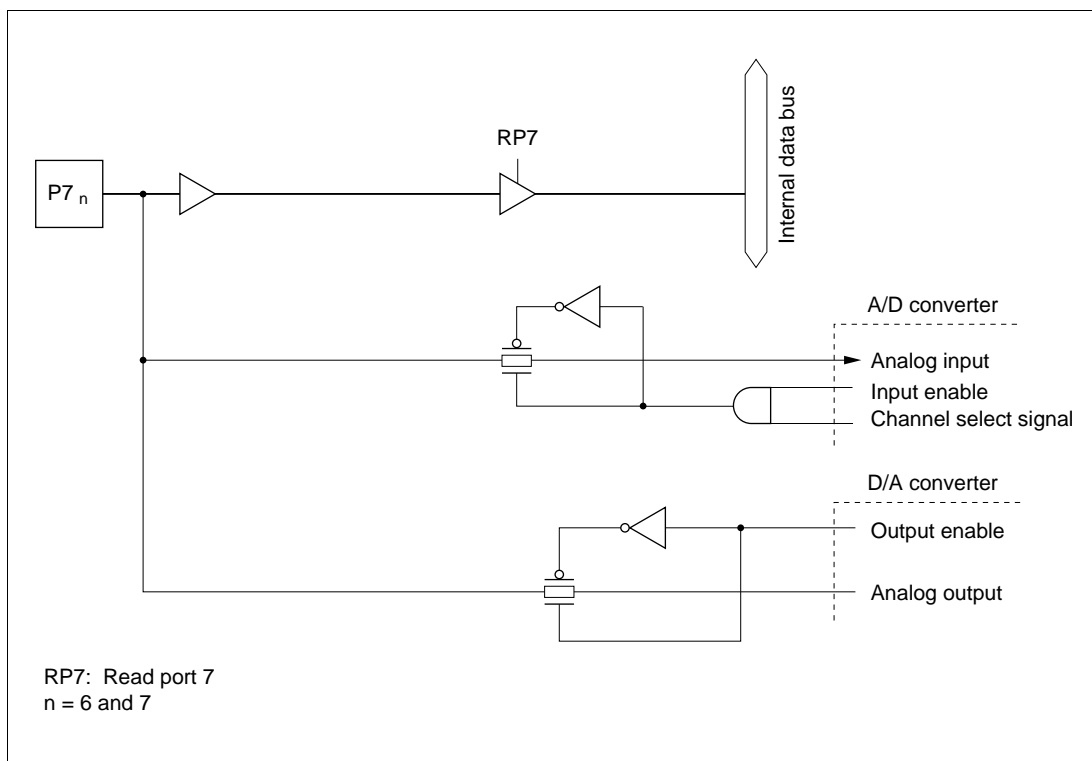 RP7
P7 n
Internal data bus
A/D converter
Analog input
Input enable
Channel select signal
D/A converter
Output enable
Analog output
RP7: Read port 7
n = 6 and 7